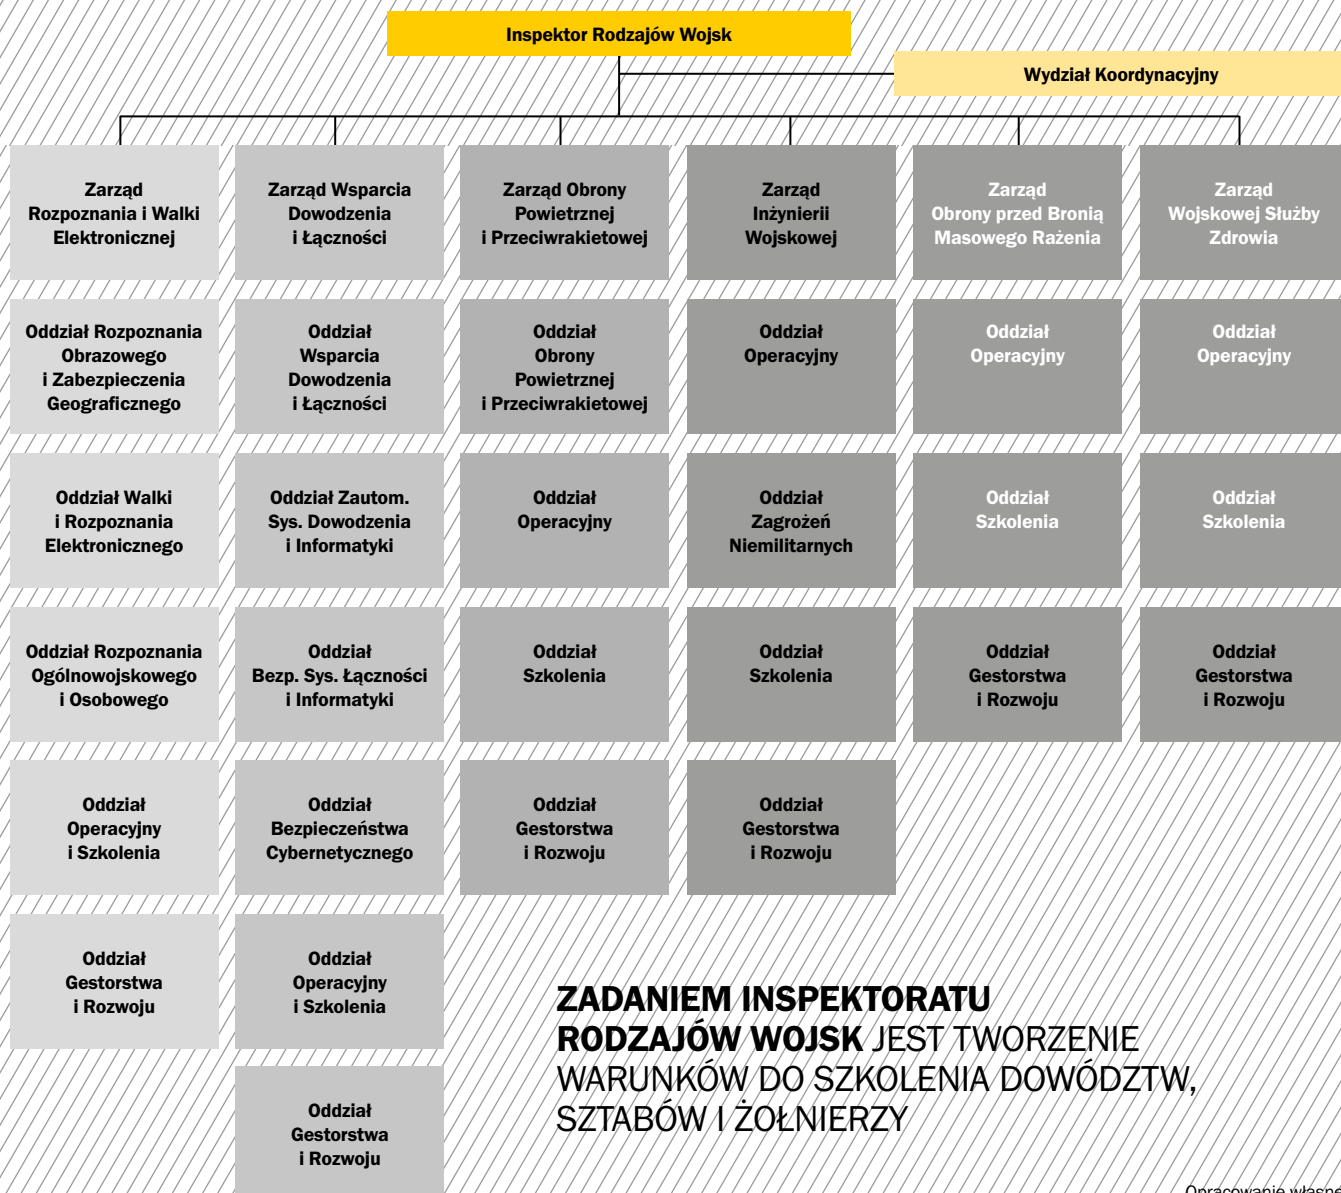 Inspektor Rodzajów Wojsk
Wydział Koordynacyjny
Zarząd
Rozpoznania i Walki
Elektronicznej
Zarząd Wsparcia
Dowodzenia
i Łączności
Zarząd Obrony
Powietrznej
i Przeciwrakietowej
Zarząd
Inżynierii
Wojskowej
Zarząd
Obrony przed Bronią
Masowego Rażenia
Zarząd
Wojskowej Służby
Zdrowia
Oddział Rozpoznania
Obrazowego
i Zabezpieczenia
Geograficznego
Oddział
Wsparcia
Dowodzenia
i Łączności
Oddział
Obrony
Powietrznej
i Przeciwrakietowej
Oddział
Operacyjny
Oddział
Operacyjny
Oddział
Operacyjny
Oddział Walki
i Rozpoznania
Elektronicznego
Oddział Zautom.
Sys. Dowodzenia
i Informatyki
Oddział
Operacyjny
Oddział
Zagrożeń
Niemilitarnych
Oddział
Szkolenia
Oddział
Szkolenia
Oddział Rozpoznania
Ogólnowojskowego
i Osobowego
Oddział
Bezp. Sys. Łączności
i Informatyki
Oddział
Szkolenia
Oddział
Szkolenia
Oddział
Gestorstwa
i Rozwoju
Oddział
Gestorstwa
i Rozwoju
Oddział
Operacyjny
i Szkolenia
Oddział
Bezpieczeństwa
Cybernetycznego
Oddział
Gestorstwa
i Rozwoju
Oddział
Gestorstwa
i Rozwoju
Oddział
Gestorstwa
i Rozwoju
Oddział
Operacyjny
i Szkolenia
Oddział
Gestorstwa
i Rozwoju
ZADANIEM INSPEKTORATU
RODZAJÓW WOJSK JEST TWORZENIE
WARUNKÓW DO SZKOLENIA DOWÓDZTW,
SZTABÓW I ŻOŁNIERZY
Opracowanie własne